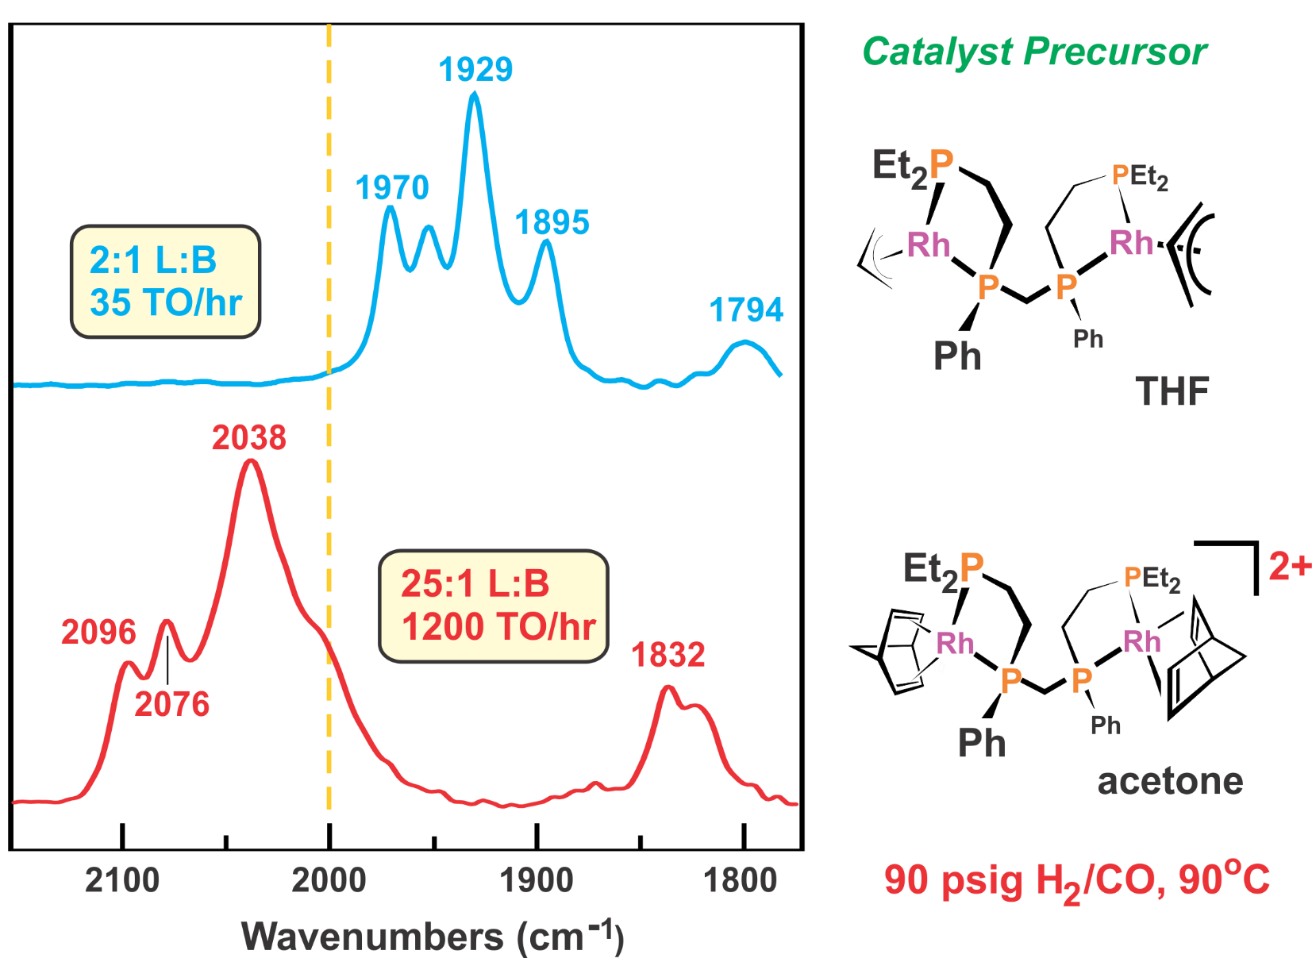 Catalyst Precursor
1929
1970
1895
2:1 L:B
35 TO/hr
1794
Et2P
PEt2
Rh
Rh
P
P
Ph
Ph
THF
2038
25:1 L:B
1200 TO/hr
2096
2076
1832
Et2P
PEt2
2+
Rh
Rh
P
P
Ph
Ph
acetone
2100
2000
1900
1800
90 psig H2/CO, 90°C
Wavenumbers (cm-1)